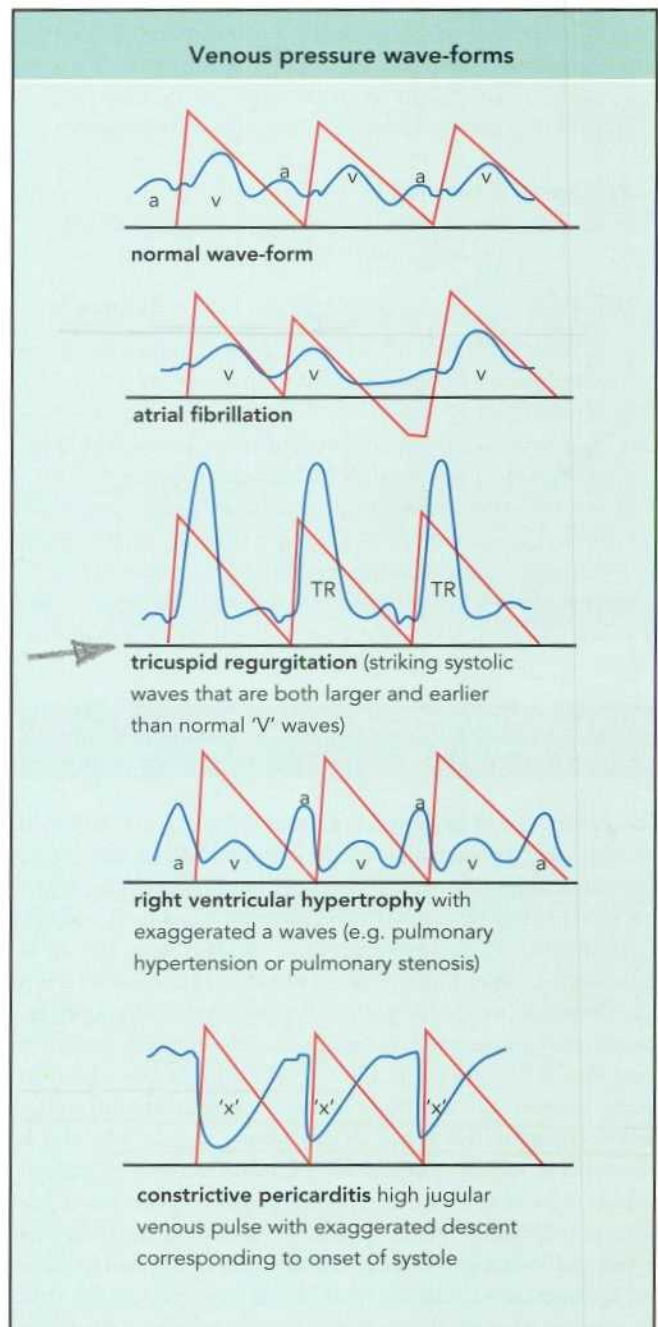 Venous pressure wave-forms
a v a v a v
normal wave-form
v v v
atrial fibrillation
TR TR
tricuspid regurgitation (striking systolic
waves that are both larger and earlier
than normal 'V' waves)
a a
a v v v a
right ventricular hypertrophy with
exaggerated a waves (e.g. pulmonary
hypertension or pulmonary stenosis)
'x' 'x' 'x'
constrictive pericarditis high jugular
venous pulse with exaggerated descent
corresponding to onset of systole